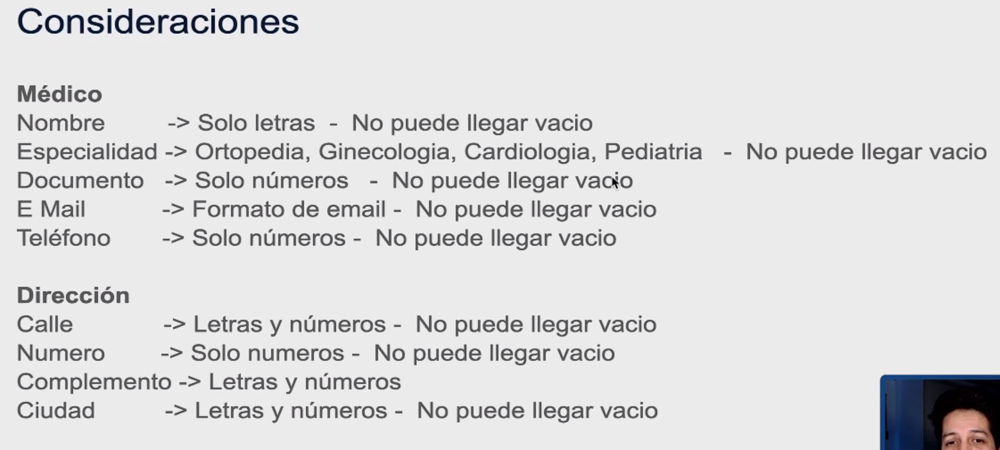 Consideraciones
Médico
Nombre -> Solo letras - No puede llegar vacio
Especialidad -> Ortopedia, Ginecologia, Cardiologia, Pediatria - No puede llegar vacio
Documento -> Solo números - No puede llegar vacio
E Mail -> Formato de email - No puede llegar vacio
Teléfono -> Solo números - No puede llegar vacio
Dirección
Calle -> Letras y números - No puede llegar vacio
Numero -> Solo numeros - No puede llegar vacio
Complemento -> Letras y números
Ciudad -> Letras y números - No puede llegar vacio